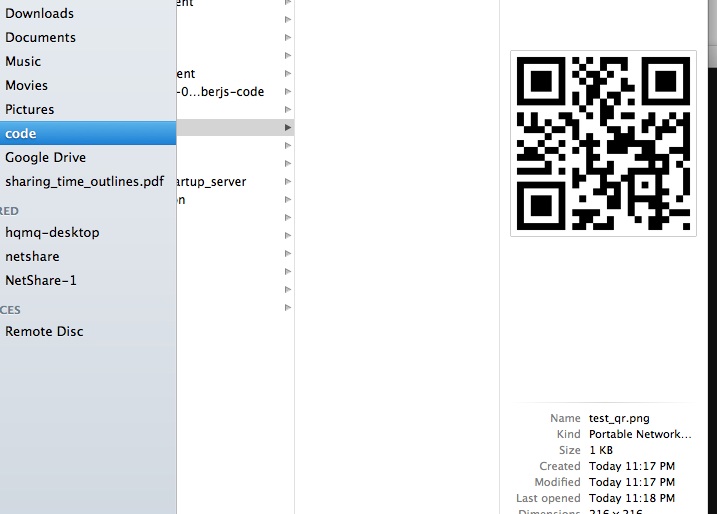 Downloads
Documents
Music
Movies
Pictures
code
Google Drive
sharing_time_outlines.pdf
RED
hqmq-desktop
netshare
NetShare-1
CES
Remote Disc
ent
ent
-0...berjs-code
artup_server
on
Name test_qr.png
Kind Portable Network...
Size 1 KB
Created Today 11:17 PM
Modified Today 11:17 PM
Last opened Today 11:18 PM
Dimensions 216 x 216